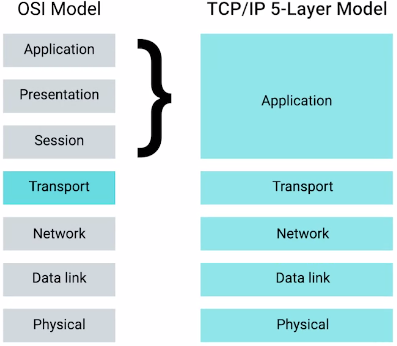 OSI Model
TCP/IP 5-Layer Model
Application
Presentation
Session
}
Application
Transport
Transport
Network
Network
Data link
Data link
Physical
Physical